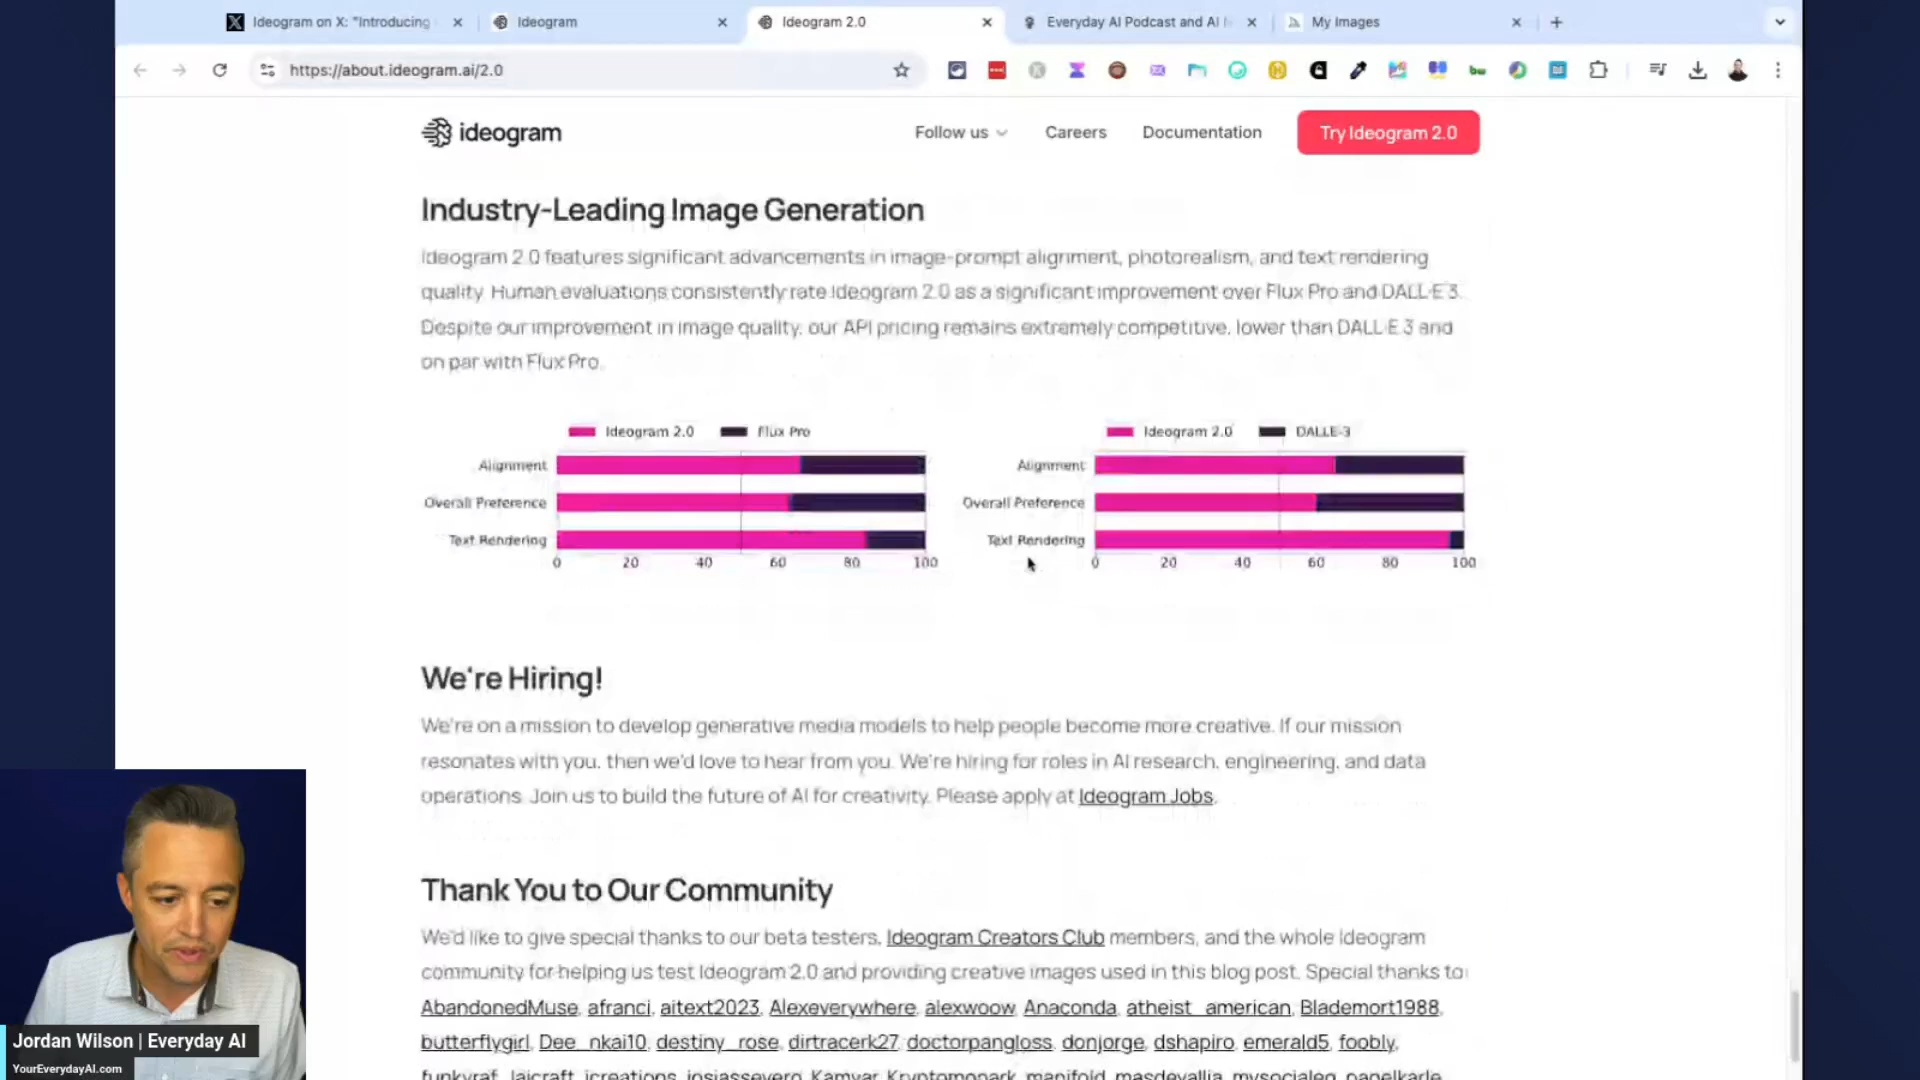 Ideogram on X: "Introducing
Ideogram
Ideogram 2.0
Everyday AI Podcast and AI
My Images
https://about.ideogram.ai/2.0
ideogram
Follow us
Careers
Documentation
Try Ideogram 2.0
Industry-Leading Image Generation
Ideogram 2.0 features significant advancements in image-prompt alignment, photorealism, and text rendering
quality. Human evaluations consistently rate Ideogram 2.0 as a significant improvement over Flux Pro and DALL·E 3.
Despite our improvement in image quality, our API pricing remains extremely competitive, lower than DALL·E 3 and
on par with Flux Pro.
Ideogram 2.0 Flux Pro
Alignment
Overall Preference
Text Rendering
0 20 40 60 80 100
Ideogram 2.0 DALLE-3
Alignment
Overall Preference
Text Rendering
0 20 40 60 80 100
We're Hiring!
We're on a mission to develop generative media models to help people become more creative. If our mission
resonates with you, then we'd love to hear from you. We're hiring for roles in AI research, engineering, and data
operations. Join us to build the future of AI for creativity. Please apply at Ideogram Jobs.
Thank You to Our Community
We'd like to give special thanks to our beta testers, Ideogram Creators Club members, and the whole Ideogram
community for helping us test Ideogram 2.0 and providing creative images used in this blog post. Special thanks to
AbandonedMuse, afranci, aitext2023, Alexeverywhere, alexwoow, Anaconda, atheist_american, Blademort1988,
butterflygirl, Dee_nkai10, destiny_rose, dirtracerk27, doctorpangloss, donjorge, dshapiro, emerald5, foobly,
Jordan Wilson | Everyday AI
YourEverydayAI.com